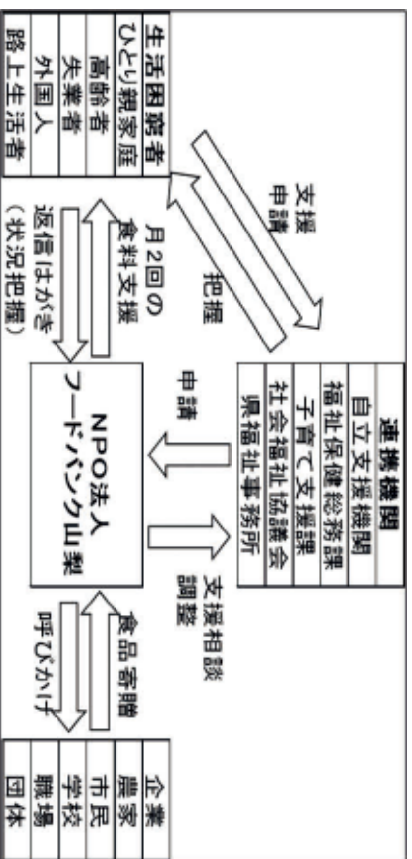 連携機関
自立支援機関
福祉保健総務課
子育て支援課
社会福祉協議会
県福祉事務所
支援
申請
把握
申請
支援相談
調整
生活困窮者
ひとり親家庭
高齢者
失業者
外国人
路上生活者
月2回の
食料支援
返信はがき
(状況把握)
NPO法人
フードバンク山梨
食品寄贈
呼びかけ
企業
農家
市民
学校
職場
団体